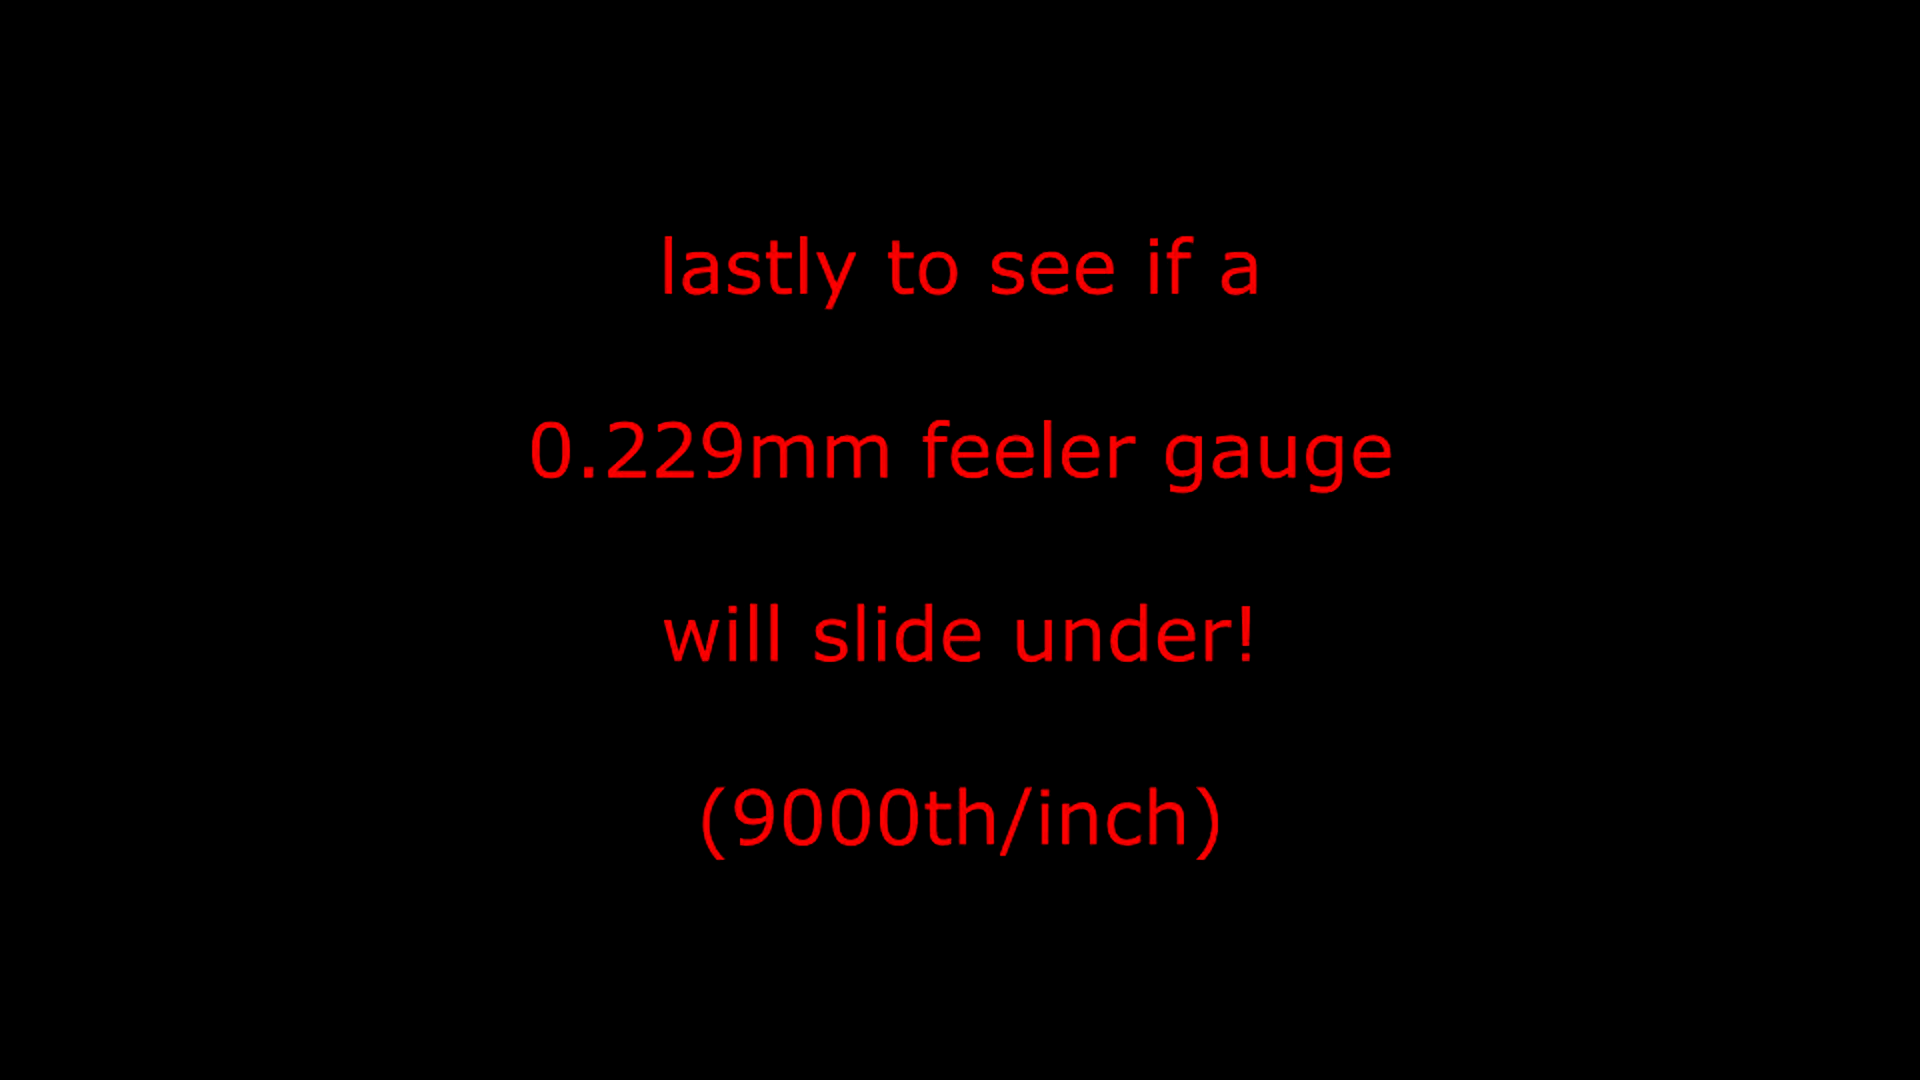 lastly to see if a
0.229mm feeler gauge
will slide under!
(9000th/inch)